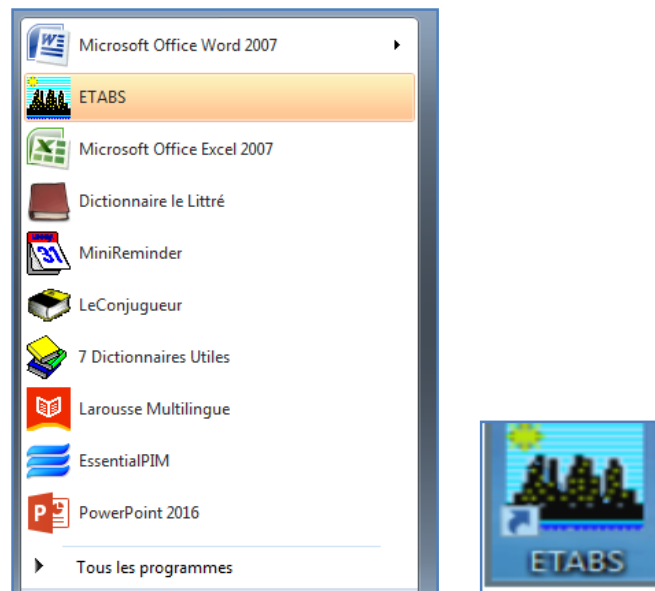 Microsoft Office Word 2007
ETABS
Microsoft Office Excel 2007
Dictionnaire le Littré
MiniReminder
LeConjugueur
7 Dictionnaires Utiles
Larousse Multilingue
EssentialPIM
PowerPoint 2016
Tous les programmes
ETABS